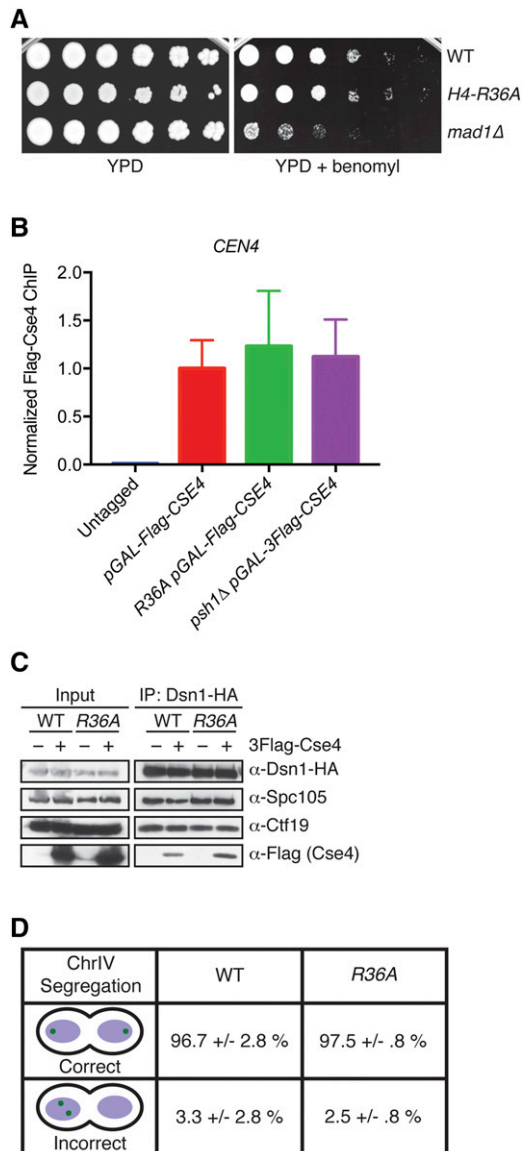 A
WT
H4-R36A
mad1Δ
YPD
YPD + benomyl
B
CEN4
Normalized Flag-Cse4 ChIP
2.0
1.5
1.0
0.5
0.0
Untagged
pGAL-Flag-CSE4
R36A pGAL-Flag-CSE4
psh1Δ pGAL-3Flag-CSE4
C
Input IP: Dsn1-HA
WT R36A WT R36A
– + – + – + – + 3Flag-Cse4
α-Dsn1-HA
α-Spc105
α-Ctf19
α-Flag (Cse4)
D
ChrIV
Segregation
WT
R36A
Correct
96.7 +/- 2.8 %
97.5 +/- .8 %
Incorrect
3.3 +/- 2.8 %
2.5 +/- .8 %